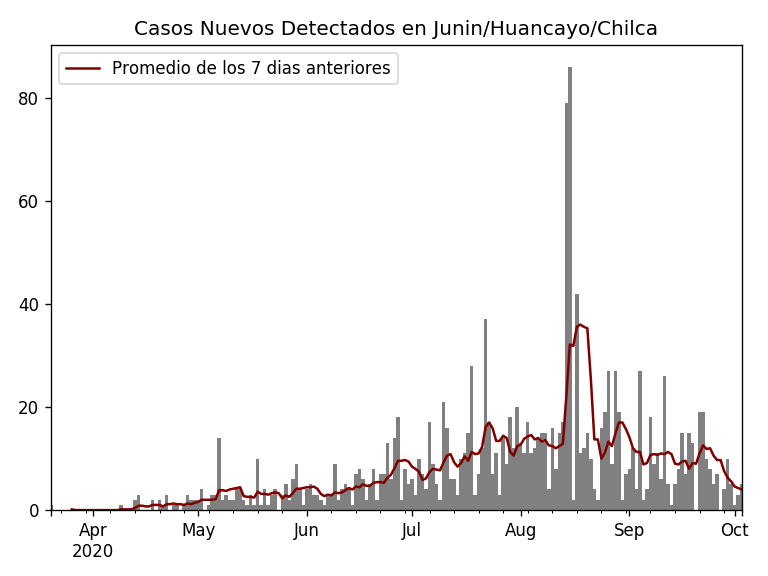 Casos Nuevos Detectados en Junin/Huancayo/Chilca
Promedio de los 7 dias anteriores
80
60
40
20
0
Apr May Jun Jul Aug Sep Oct
2020